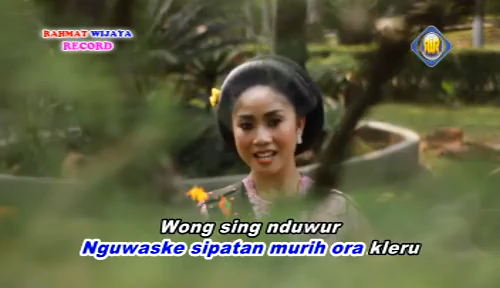 RAHMAT WIJAYA
RECORD
Wong sing nduwur
Nguwaske sipatan murih ora kleru